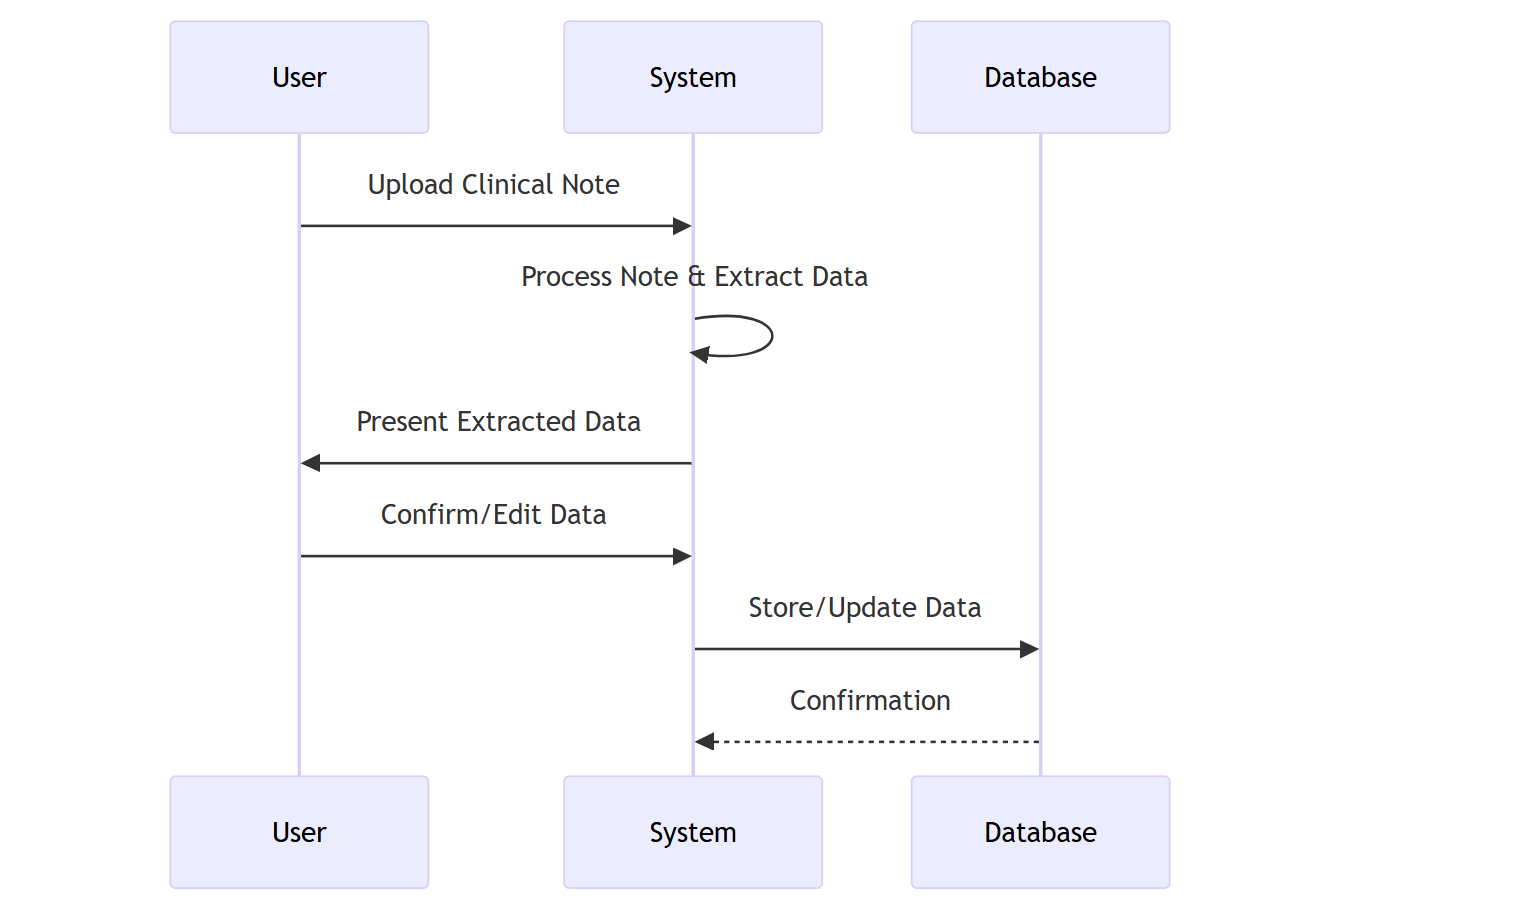 User
System
Database
Upload Clinical Note
Process Note & Extract Data
Present Extracted Data
Confirm/Edit Data
Store/Update Data
Confirmation
User
System
Database